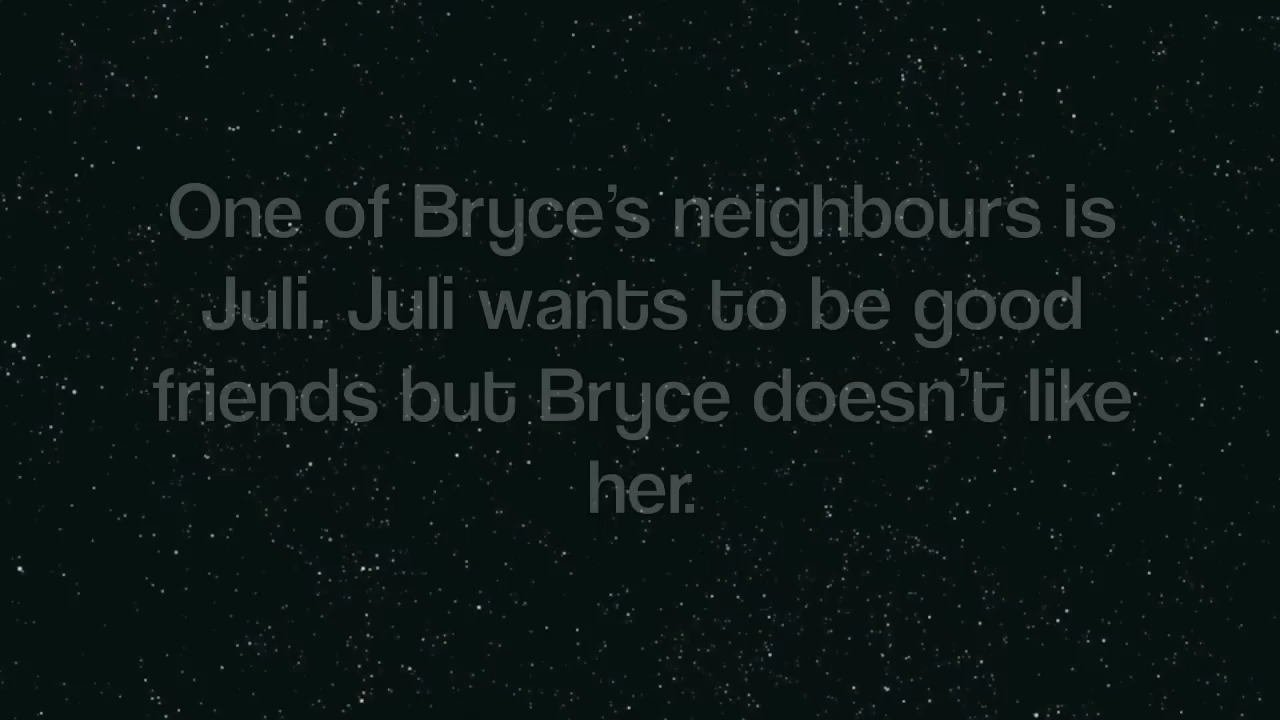 One of Bryce’s neighbours is
Juli. Juli wants to be good
friends but Bryce doesn’t like
her.